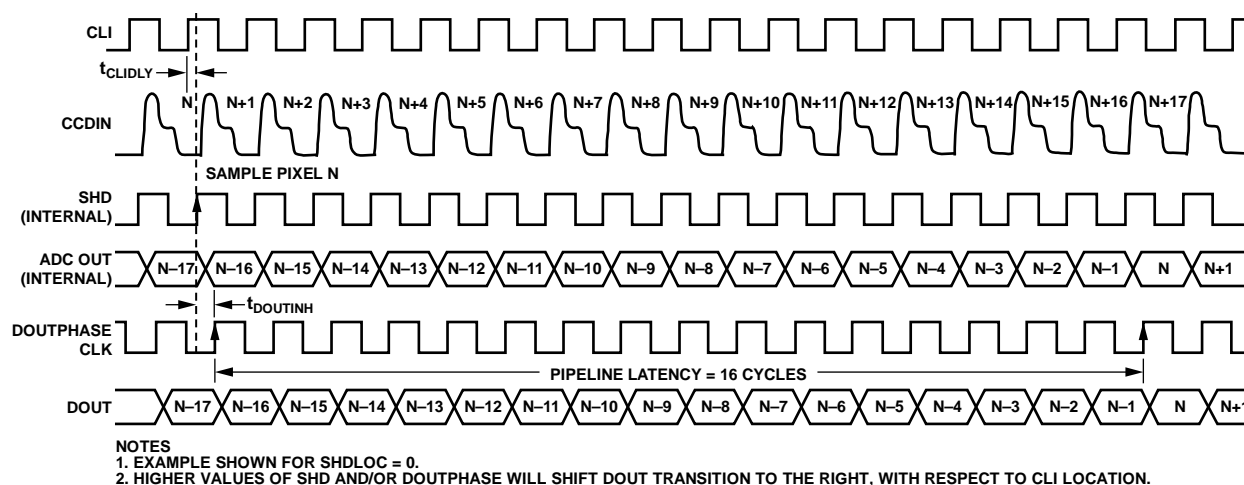 CLI
tCLIDLY
CCDIN
N N+1 N+2 N+3 N+4 N+5 N+6 N+7 N+8 N+9 N+10 N+11 N+12 N+13 N+14 N+15 N+16 N+17
SAMPLE PIXEL N
SHD
(INTERNAL)
ADC OUT
(INTERNAL)
N–17 N–16 N–15 N–14 N–13 N–12 N–11 N–10 N–9 N–8 N–7 N–6 N–5 N–4 N–3 N–2 N–1 N N+1
tDOUTINH
DOUTPHASE
CLK
PIPELINE LATENCY = 16 CYCLES
DOUT
N–17 N–16 N–15 N–14 N–13 N–12 N–11 N–10 N–9 N–8 N–7 N–6 N–5 N–4 N–3 N–2 N–1 N N+1
NOTES
1. EXAMPLE SHOWN FOR SHDLOC = 0.
2. HIGHER VALUES OF SHD AND/OR DOUTPHASE WILL SHIFT DOUT TRANSITION TO THE RIGHT, WITH RESPECT TO CLI LOCATION.